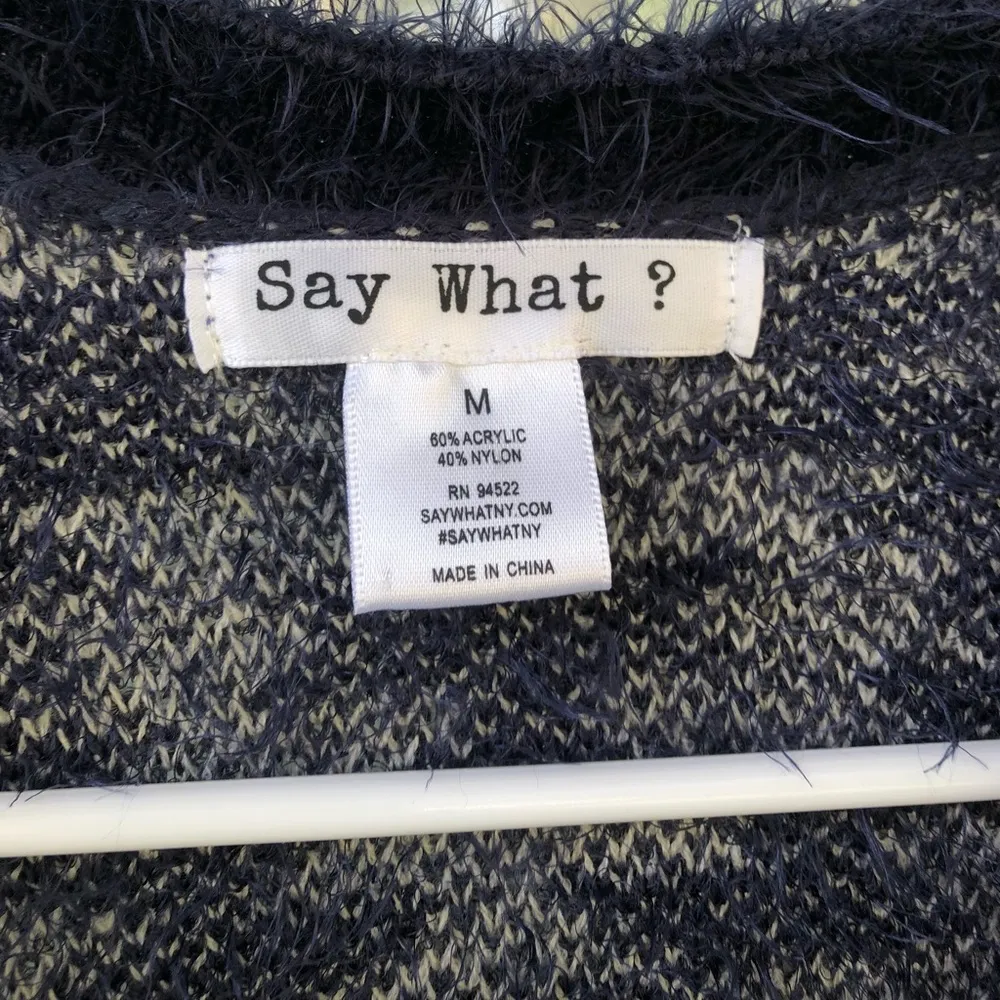 Say What ?
M
60% ACRYLIC
40% NYLON
RN 94522
SAYWHATNY.COM
#SAYWHATNY
MADE IN CHINA